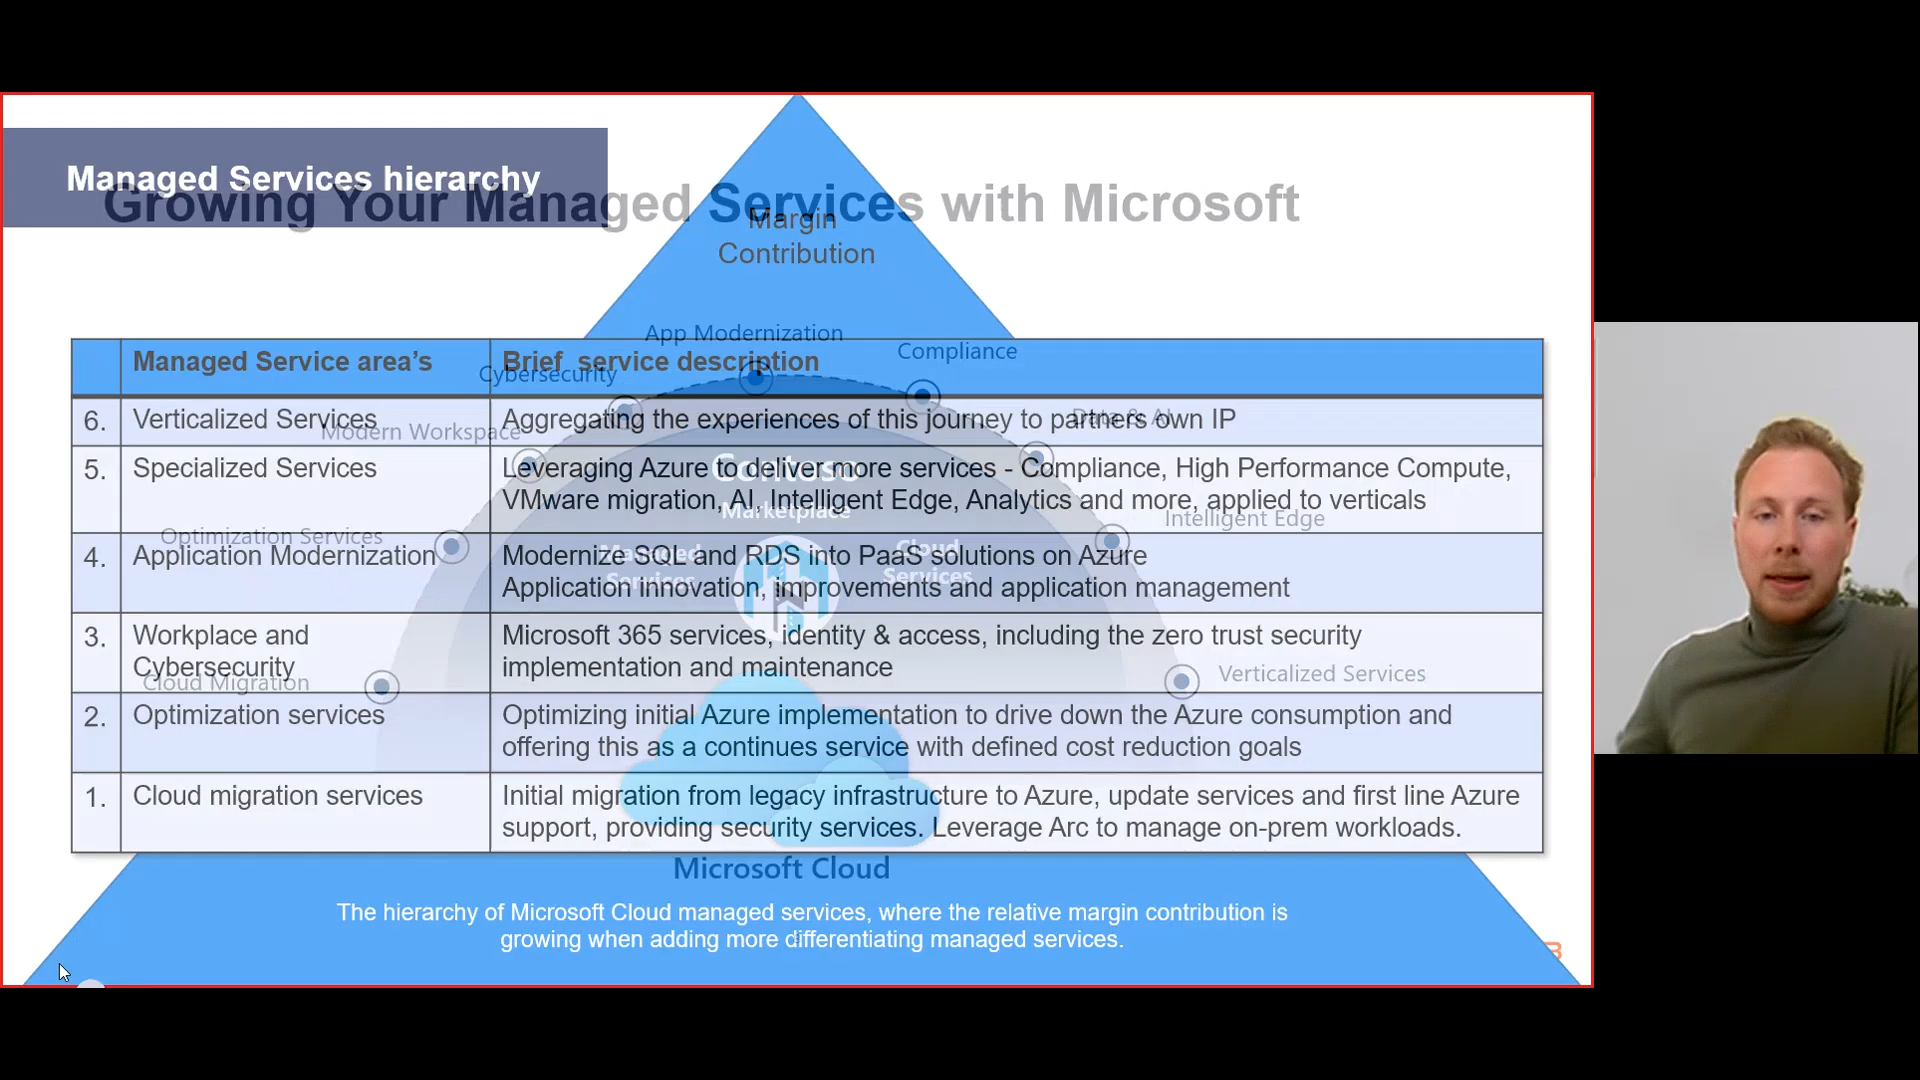 Managed Services hierarchy
Growing Your Managed Services with Microsoft
Margin
Contribution
App Modernization
Compliance
Cybersecurity
Data & AI
Modern Workspace
Optimization Services
Intelligent Edge
Cloud Migration
Verticalized Services
Contoso
Marketplace
Managed
Services
Cloud
Services
Managed Service area’s
Brief service description
6.
Verticalized Services
Aggregating the experiences of this journey to partners own IP
5.
Specialized Services
Leveraging Azure to deliver more services - Compliance, High Performance Compute,
VMware migration, AI, Intelligent Edge, Analytics and more, applied to verticals
4.
Application Modernization
Modernize SQL and RDS into PaaS solutions on Azure
Application innovation, improvements and application management
3.
Workplace and
Cybersecurity
Microsoft 365 services, identity & access, including the zero trust security
implementation and maintenance
2.
Optimization services
Optimizing initial Azure implementation to drive down the Azure consumption and
offering this as a continues service with defined cost reduction goals
1.
Cloud migration services
Initial migration from legacy infrastructure to Azure, update services and first line Azure
support, providing security services. Leverage Arc to manage on-prem workloads.
Microsoft Cloud
The hierarchy of Microsoft Cloud managed services, where the relative margin contribution is
growing when adding more differentiating managed services.